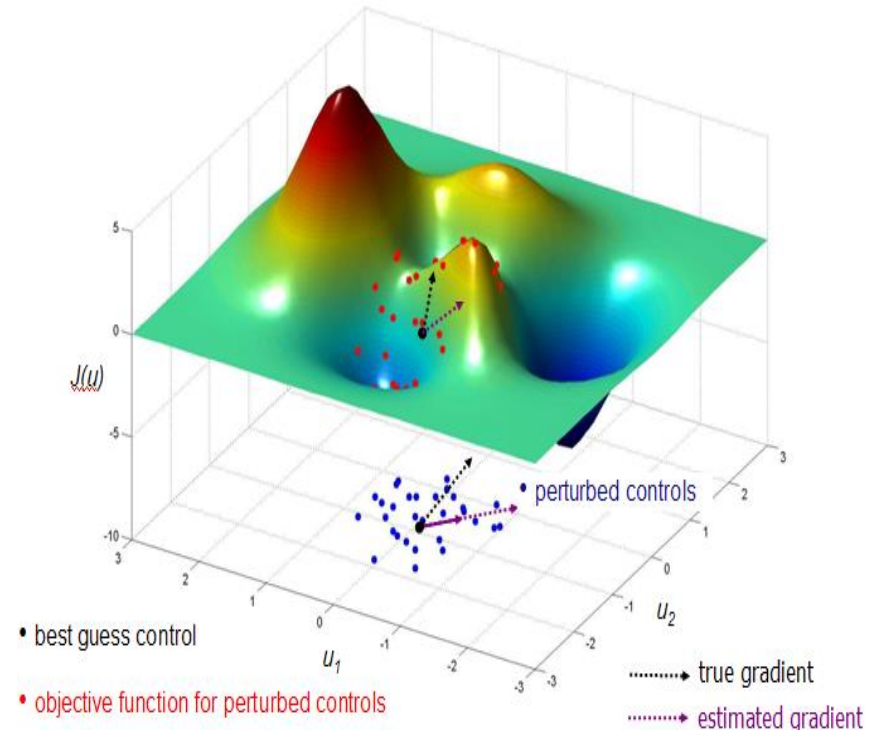 5
0
J(u)
-5
-10
3
2
1
0
-1
-2
-3
u1
-3
-2
-1
0
1
2
3
u2
• perturbed controls
• best guess control
• objective function for perturbed controls
true gradient
estimated gradient